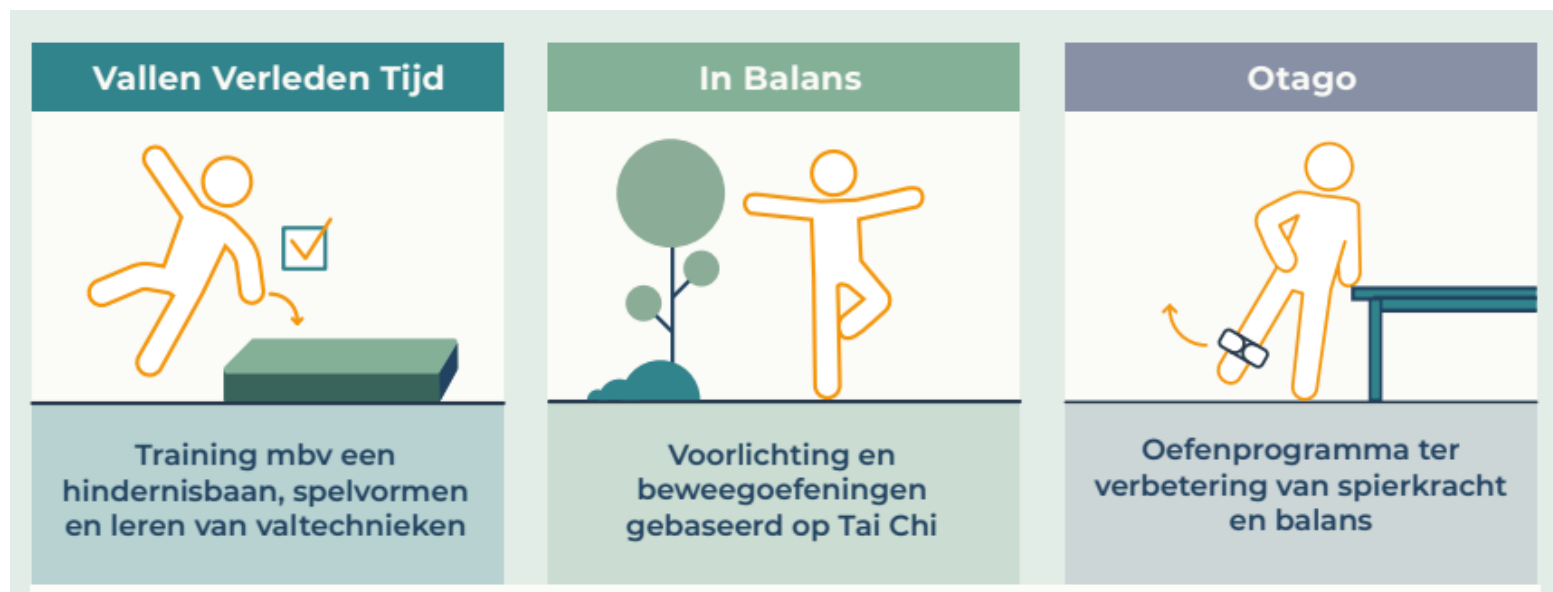 Vallen Verleden Tijd
Training mbv een
hindernisbaan, spelvormen
en leren van valtechnieken
In Balans
Voorlichting en
beweegoefeningen
gebaseerd op Tai Chi
Otago
Oefenprogramma ter
verbetering van spierkracht
en balans